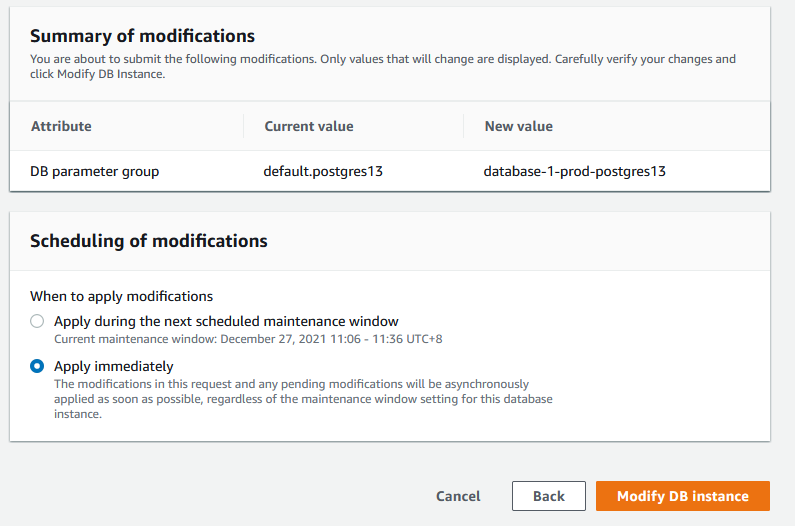 Summary of modifications
You are about to submit the following modifications. Only values that will change are displayed. Carefully verify your changes and
click Modify DB Instance.
Attribute Current value New value
DB parameter group default.postgres13 database-1-prod-postgres13
Scheduling of modifications
When to apply modifications
Apply during the next scheduled maintenance window
Current maintenance window: December 27, 2021 11:06 - 11:36 UTC+8
Apply immediately
The modifications in this request and any pending modifications will be asynchronously
applied as soon as possible, regardless of the maintenance window setting for this database
instance.
Cancel Back Modify DB instance